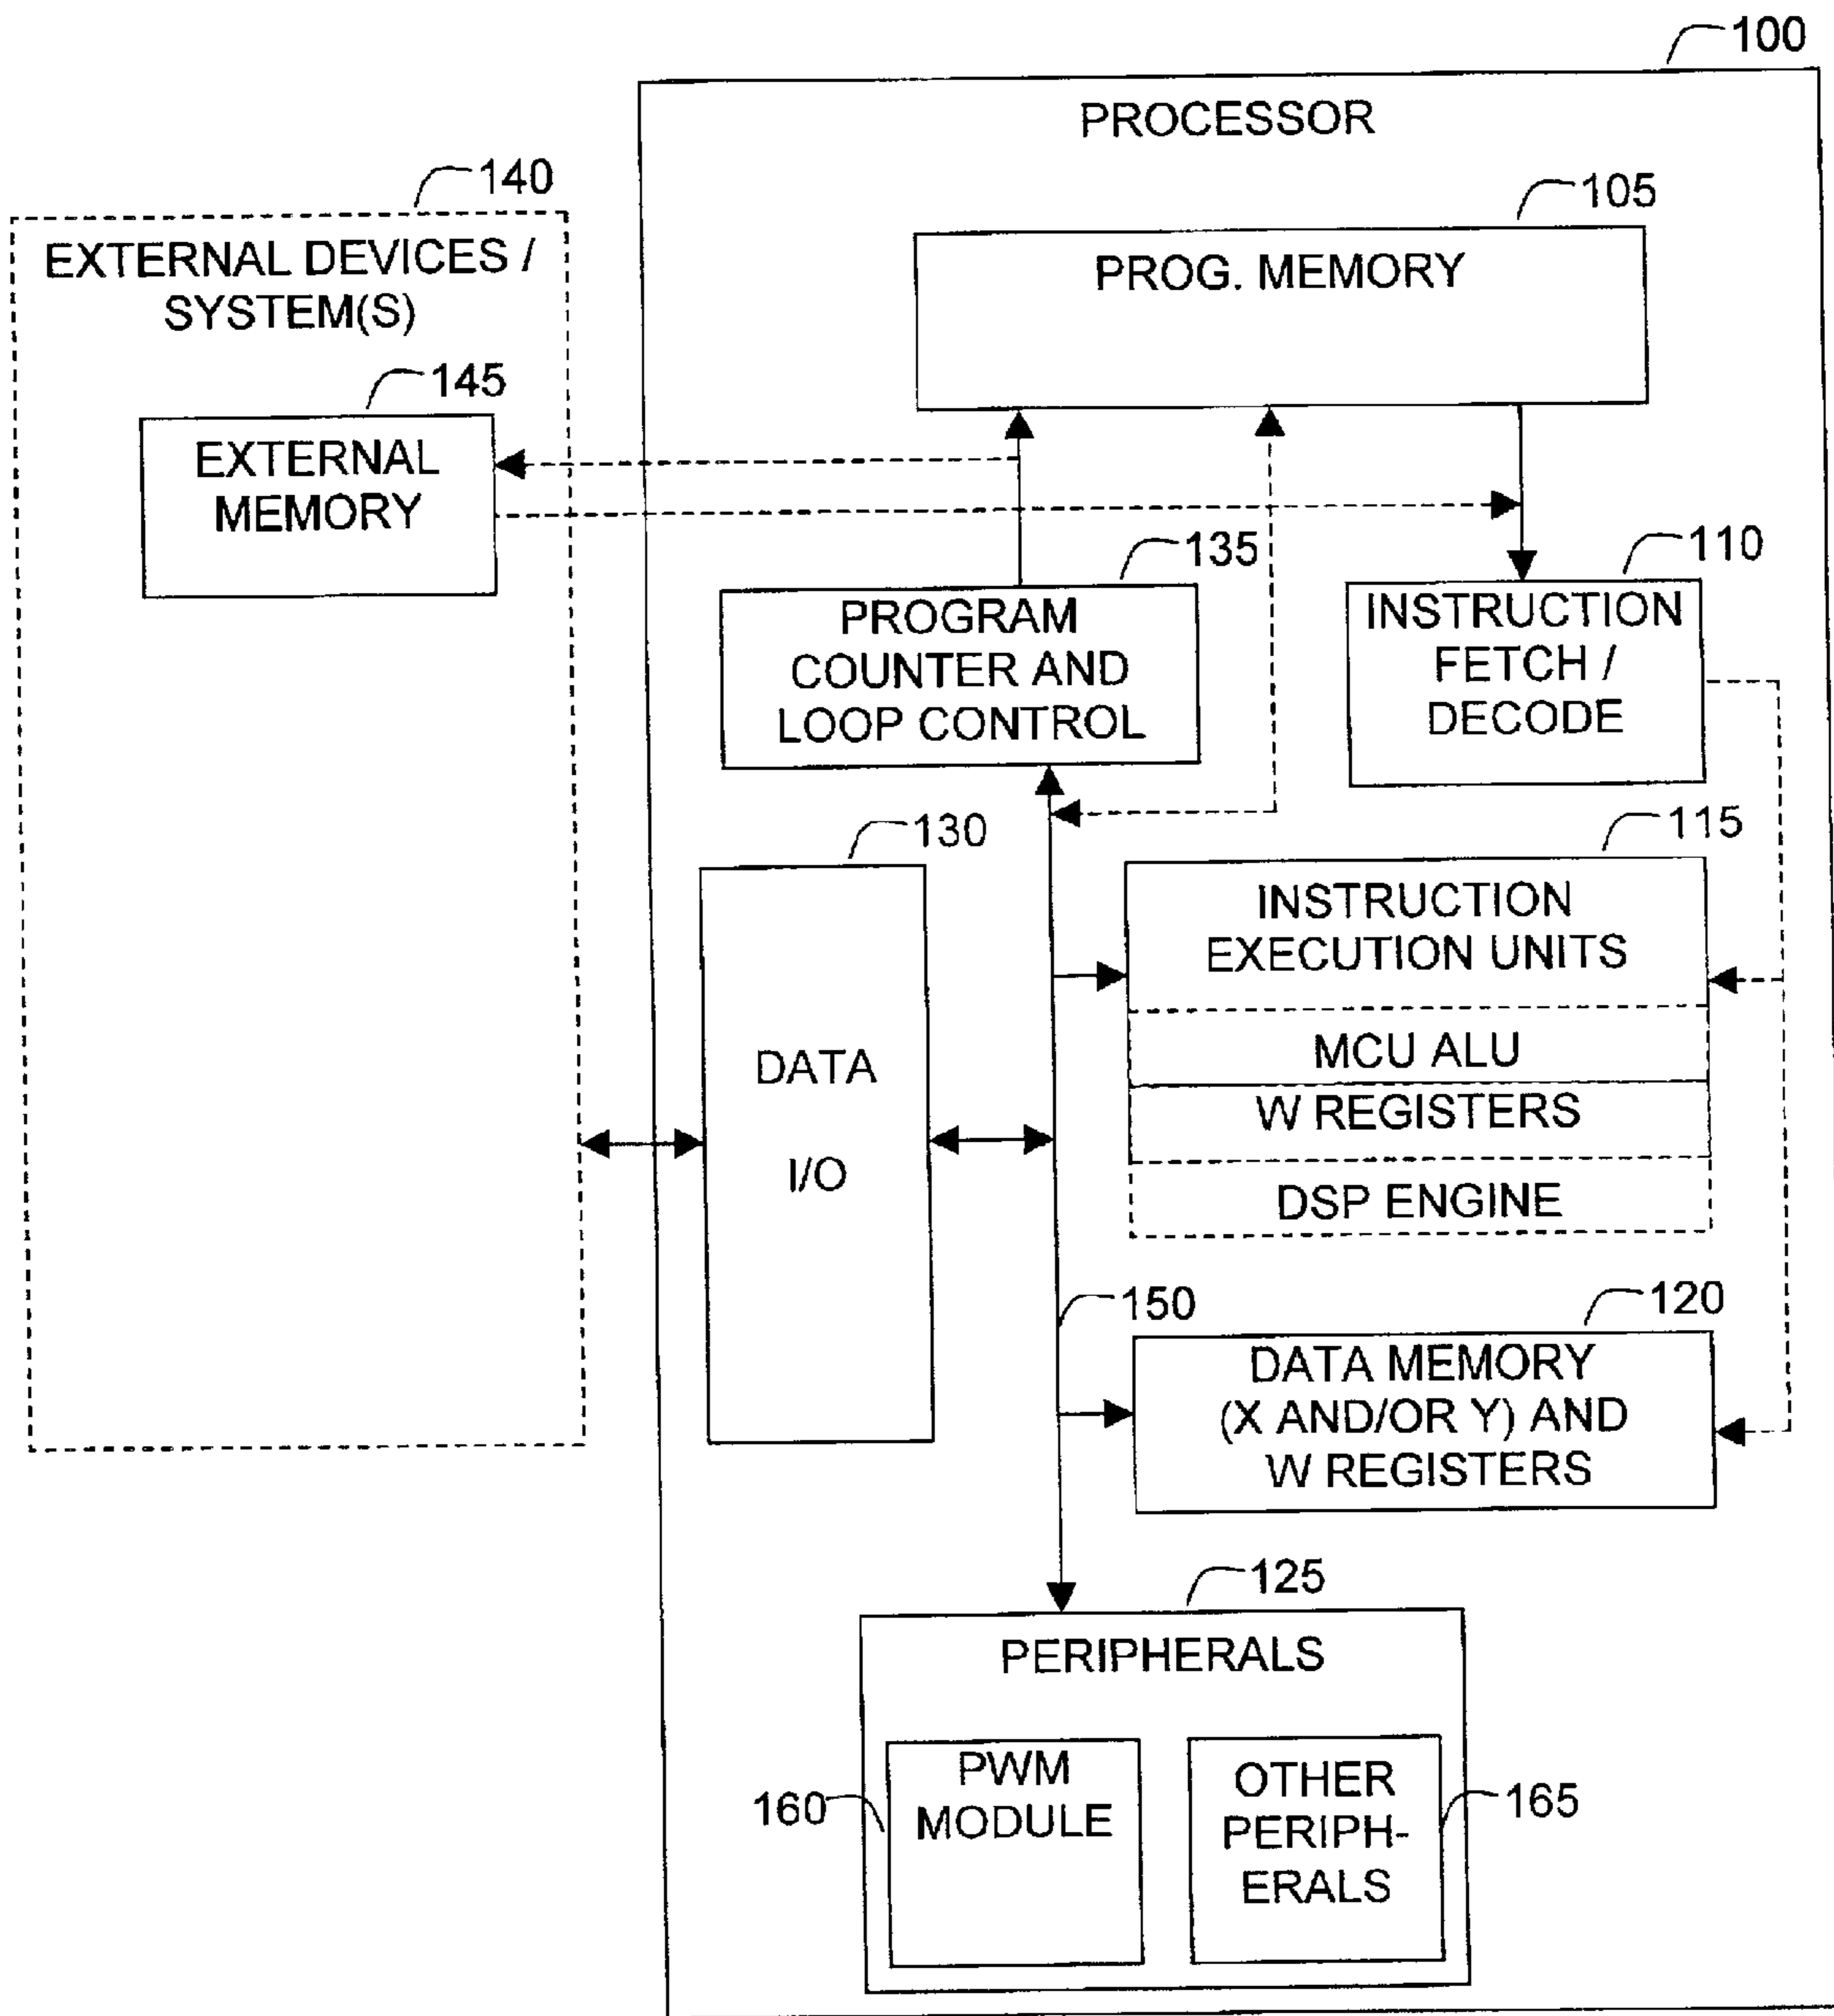 100
PROCESSOR
140
EXTERNAL DEVICES /
SYSTEM(S)
105
PROG. MEMORY
145
EXTERNAL
MEMORY
135
PROGRAM
COUNTER AND
LOOP CONTROL
110
INSTRUCTION
FETCH /
DECODE
130
DATA
I/O
115
INSTRUCTION
EXECUTION UNITS
MCU ALU
W REGISTERS
DSP ENGINE
150
120
DATA MEMORY
(X AND/OR Y) AND
W REGISTERS
125
PERIPHERALS
160
PWM
MODULE
OTHER
PERIPH-
ERALS
165